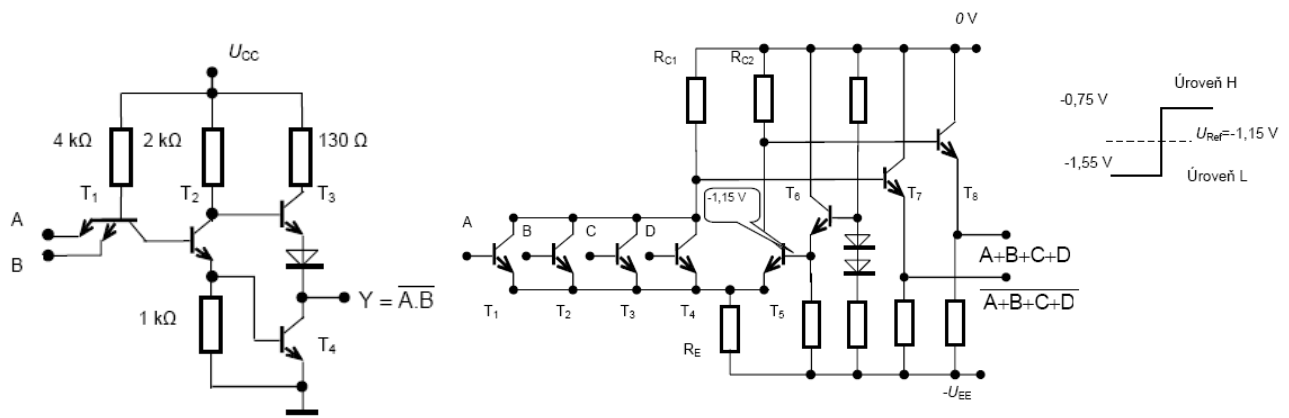 U_CC
4 kΩ
2 kΩ
130 Ω
T₁
T₂
T₃
A
B
Y = A̅.̅B̅
1 kΩ
T₄
0 V
R_C1
R_C2
-1,15 V
T₆
T₇
T₈
A
B
C
D
T₁
T₂
T₃
T₄
T₅
R_E
A+B+C+D
A̅+̅B̅+̅C̅+̅D̅
-U_EE
-0,75 V
Úroveň H
U_Ref=-1,15 V
-1,55 V
Úroveň L